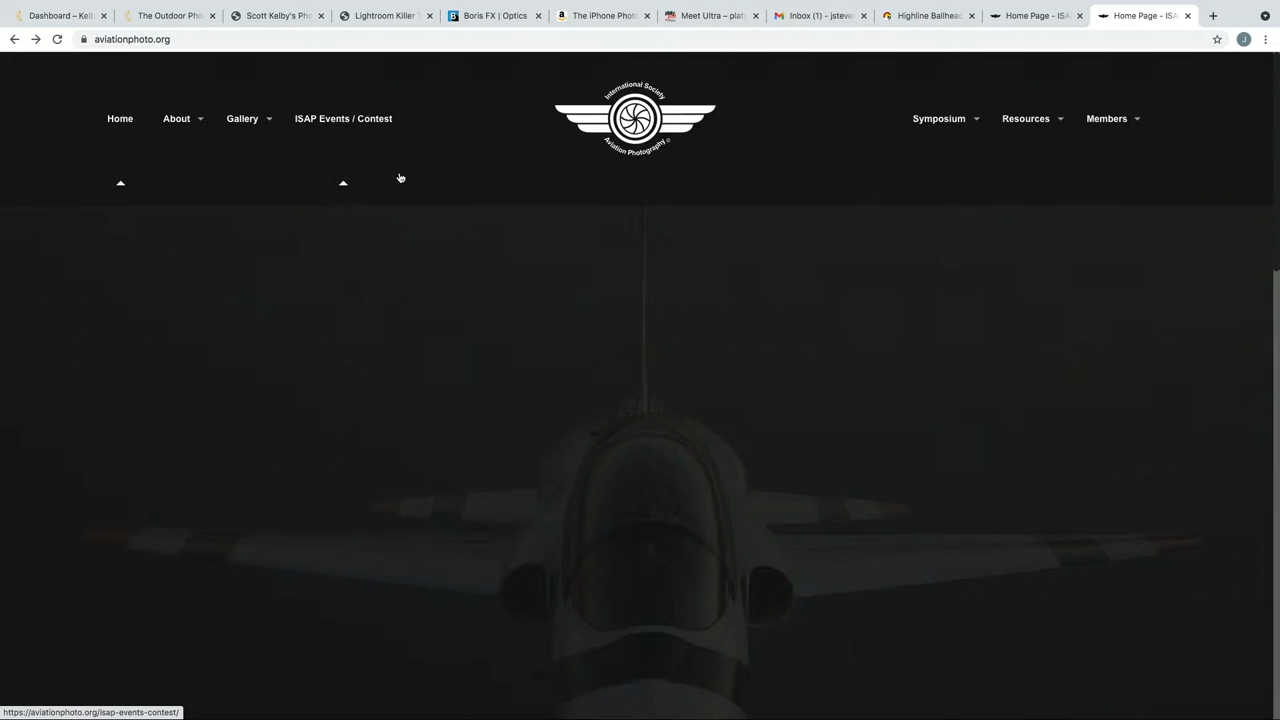 Dashboard – Kelb
The Outdoor Pho
Scott Kelby's Ph
Lightroom Killer T
Boris FX | Optics
The iPhone Phot
Meet Ultra – plat
Inbox (1) - jsteven
Highline Ballhead
Home Page - ISA
Home Page - ISA
aviationphoto.org
J
Home
About
Gallery
ISAP Events / Contest
International Society
Aviation Photography
Symposium
Resources
Members
https://aviationphoto.org/isap-events-contest/